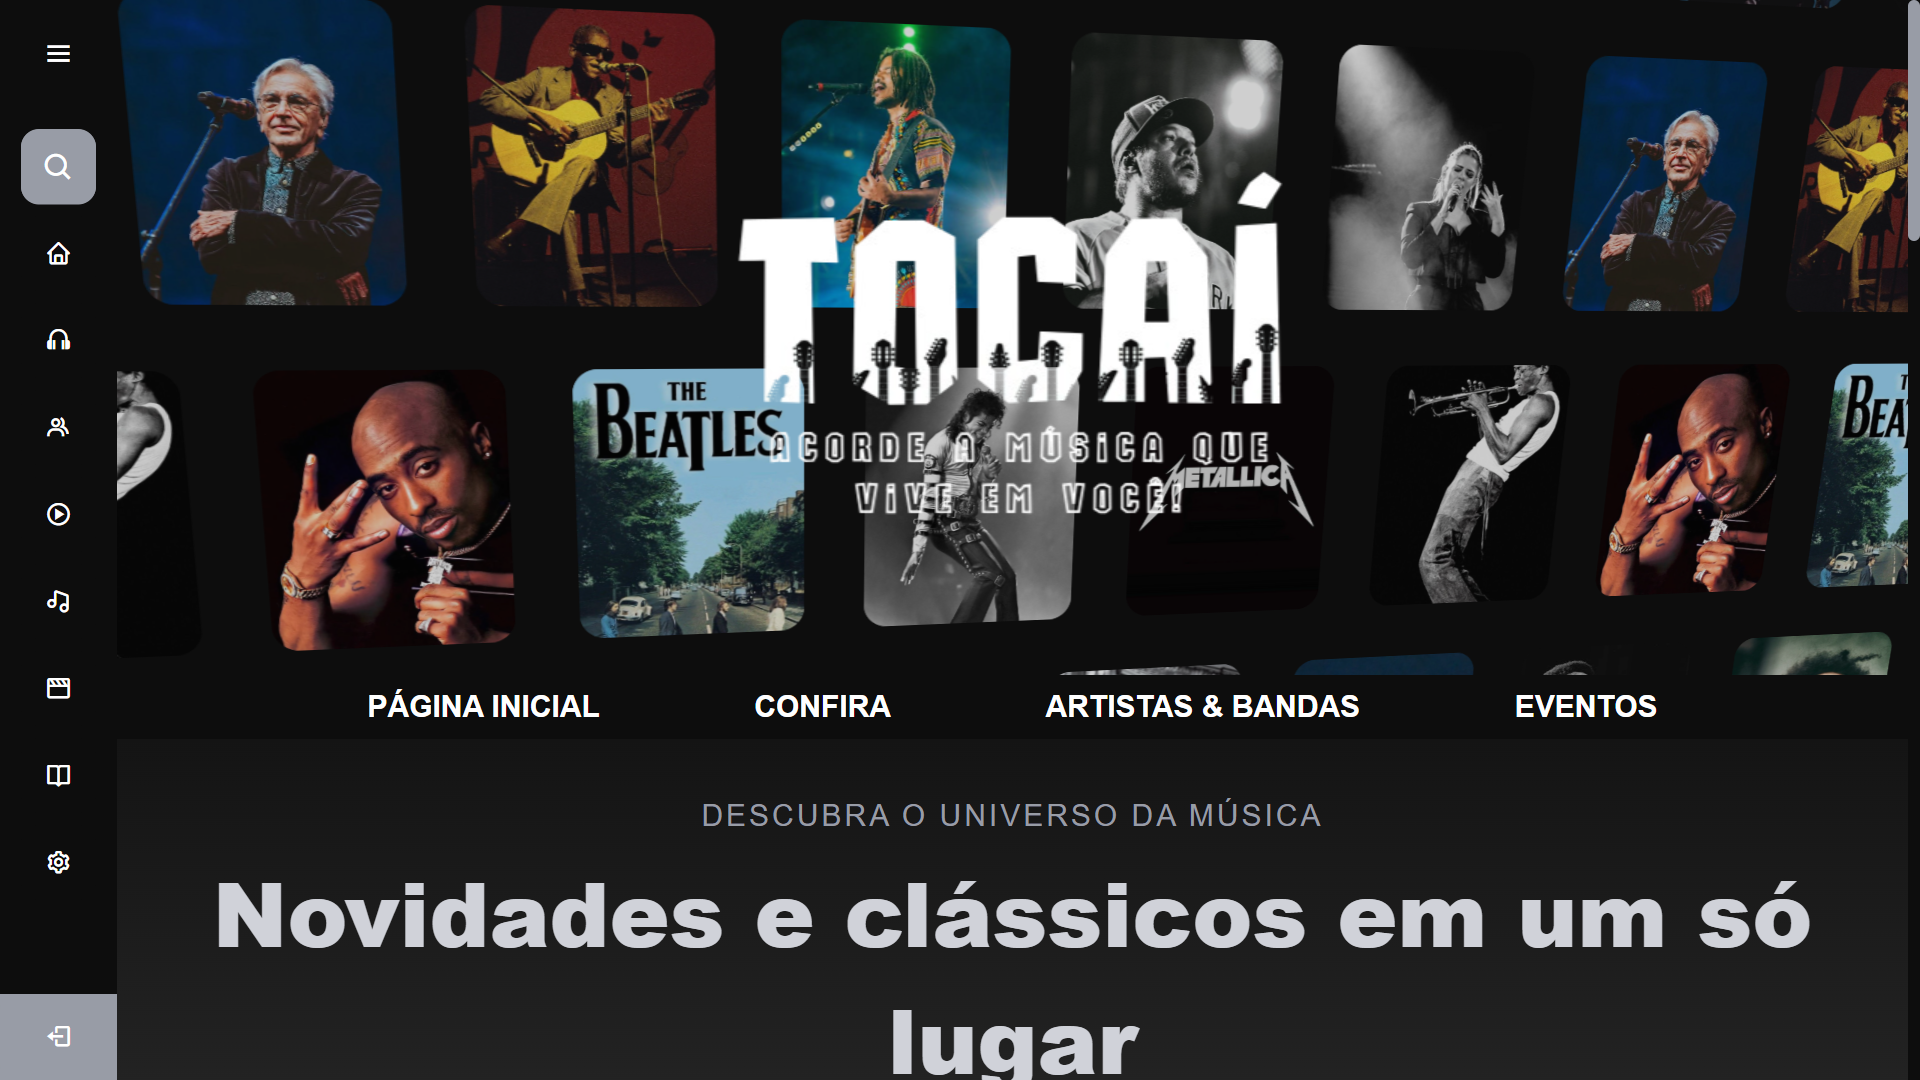 TOCAÍ
THE
BEATLES
ACORDE A MÚSICA QUE
VIVE EM VOCÊ!
METALLICA
PÁGINA INICIAL
CONFIRA
ARTISTAS & BANDAS
EVENTOS
DESCUBRA O UNIVERSO DA MÚSICA
Novidades e clássicos em um só
lugar